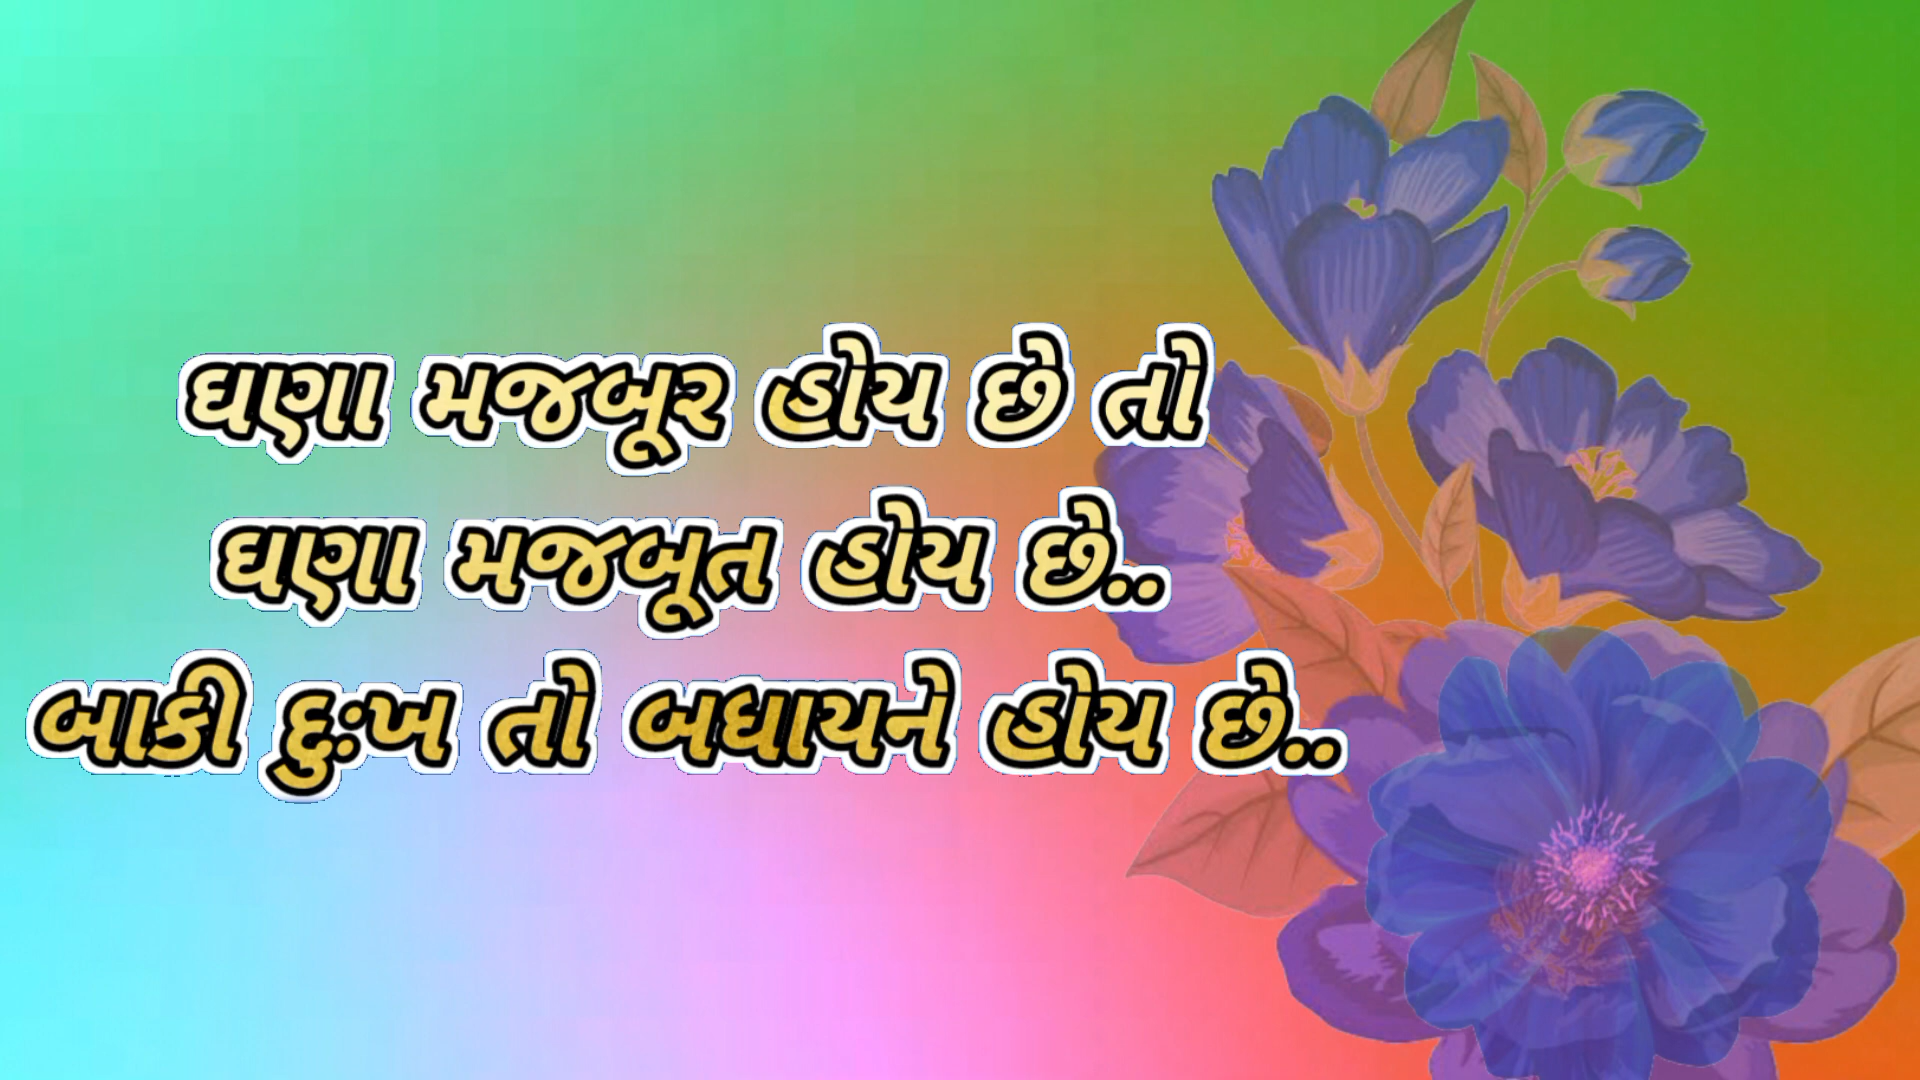 ઘણા મજબૂર હોય છે તો
ઘણા મજબૂત હોય છે..
બાકી દુઃખ તો બધાયને હોય છે..